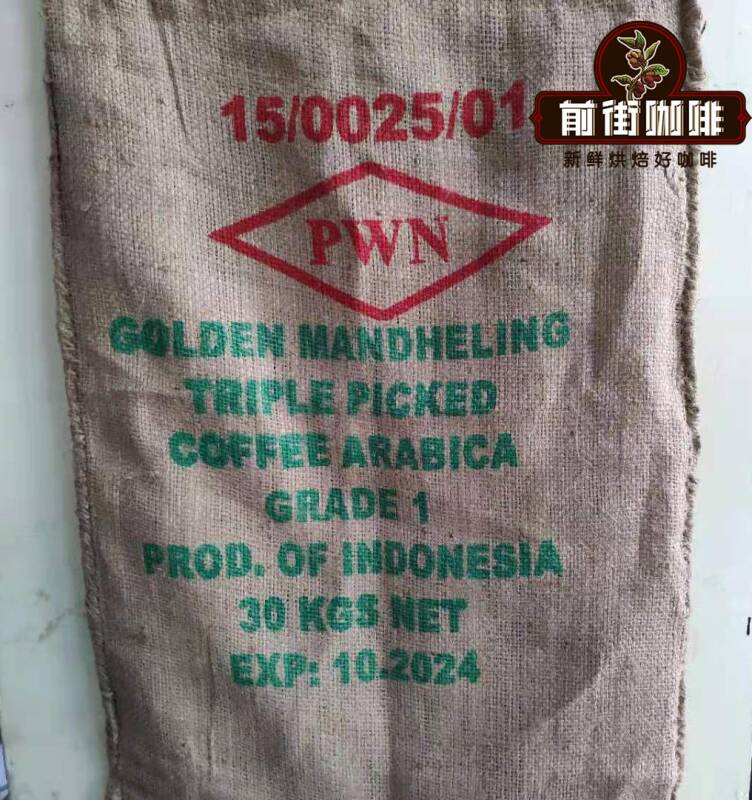 15/0025/01
前街咖啡
新鲜烘焙好咖啡
PWN
GOLDEN MANDHELING
TRIPLE PICKED
COFFEE ARABICA
GRADE 1
PROD. OF INDONESIA
30 KGS NET
EXP: 10.2024